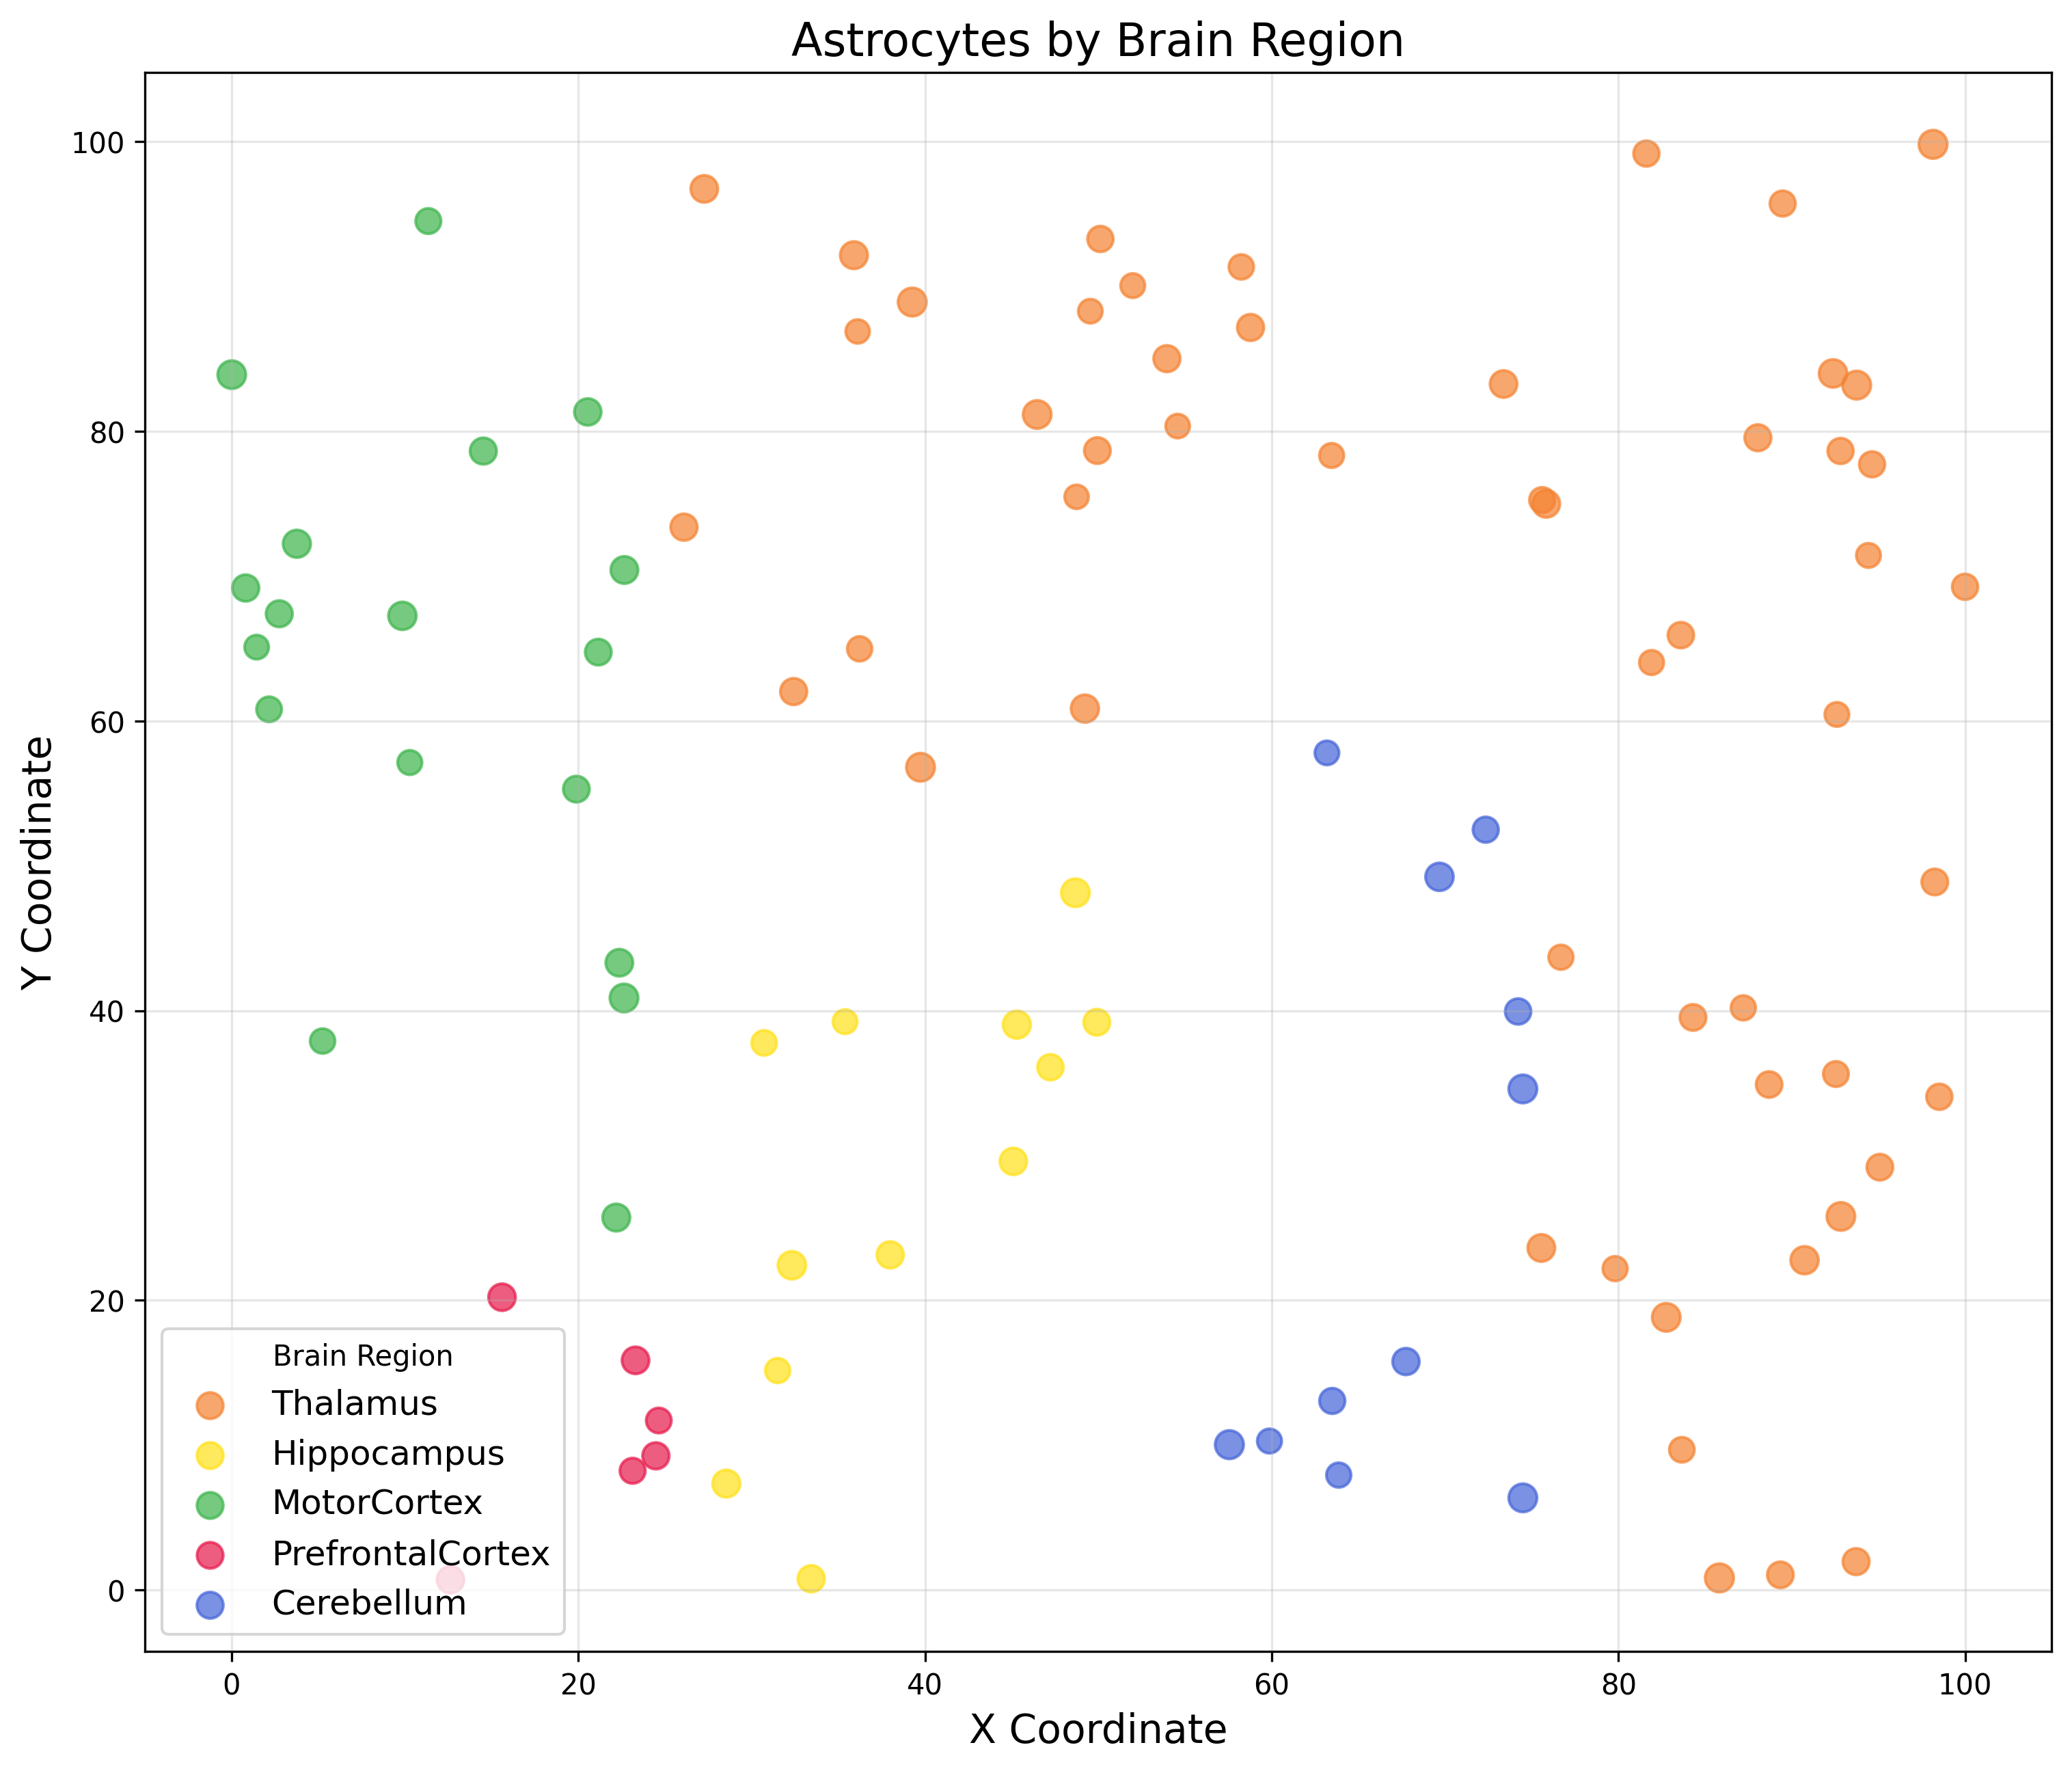 Astrocytes by Brain Region
Y Coordinate
100
80
60
40
20
0
Brain Region
Thalamus
Hippocampus
MotorCortex
PrefrontalCortex
Cerebellum
0 20 40 60 80 100
X Coordinate